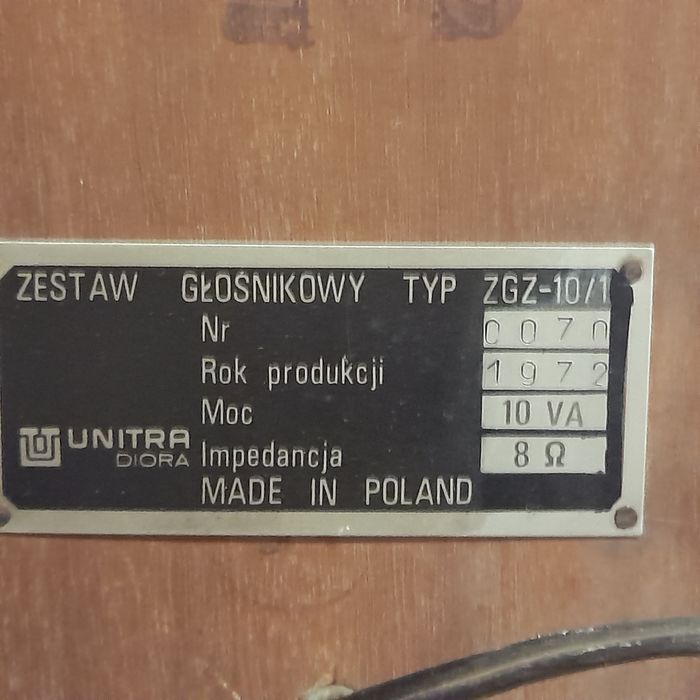 ZESTAW GŁOŚNIKOWY TYP ZGZ-10/1
Nr 0070
Rok produkcji 1972
Moc 10 VA
UNITRA
DIORA
Impedancja 8 Ω
MADE IN POLAND